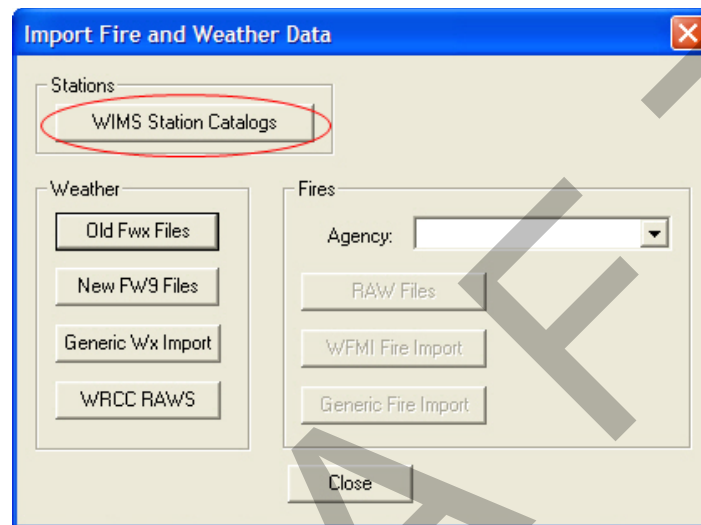 Import Fire and Weather Data
Stations
WIMS Station Catalogs
Weather
Old Fwx Files
New FW9 Files
Generic Wx Import
WRCC RAWS
Fires
Agency:
RAW Files
WFMI Fire Import
Generic Fire Import
Close